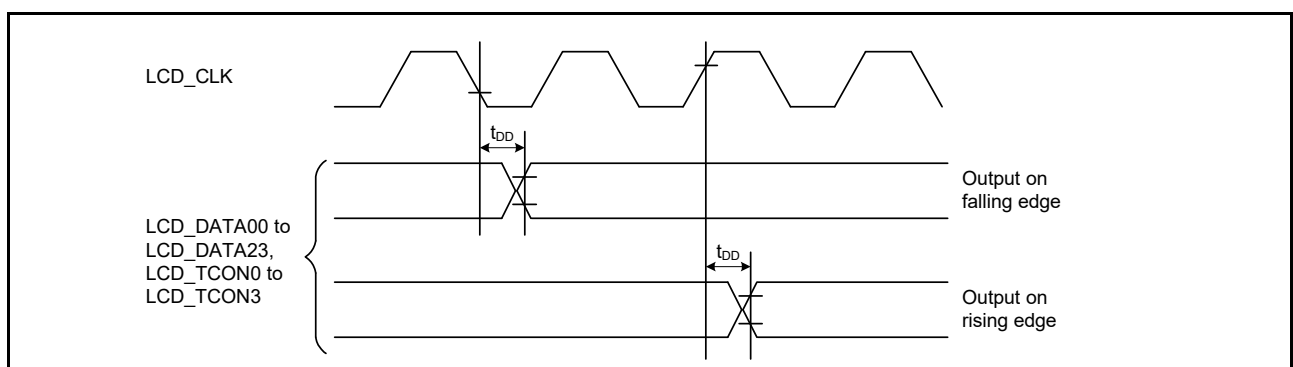 LCD_CLK
tDD
Output on
falling edge
LCD_DATA00 to
LCD_DATA23,
LCD_TCON0 to
LCD_TCON3
tDD
Output on
rising edge